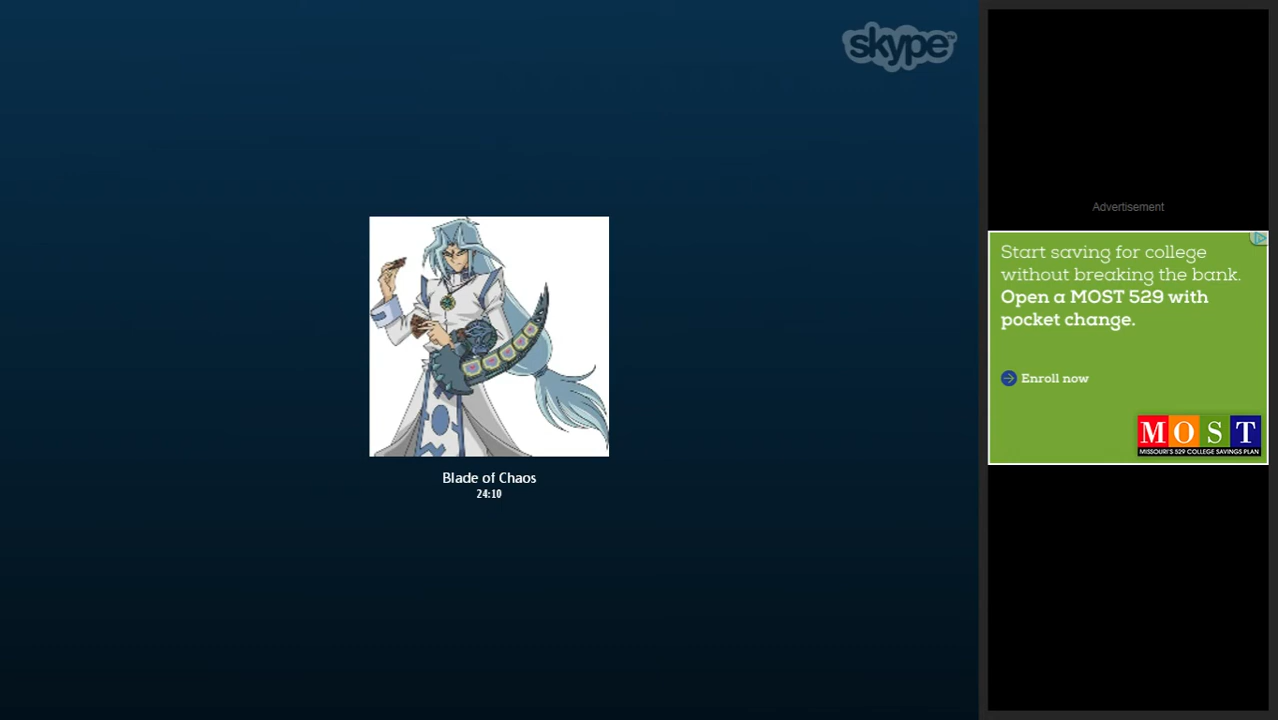 skype™
Advertisement
Start saving for college
without breaking the bank.
Open a MOST 529 with
pocket change.
Enroll now
MOST
MISSOURI'S 529 COLLEGE SAVINGS PLAN
Blade of Chaos
24:10